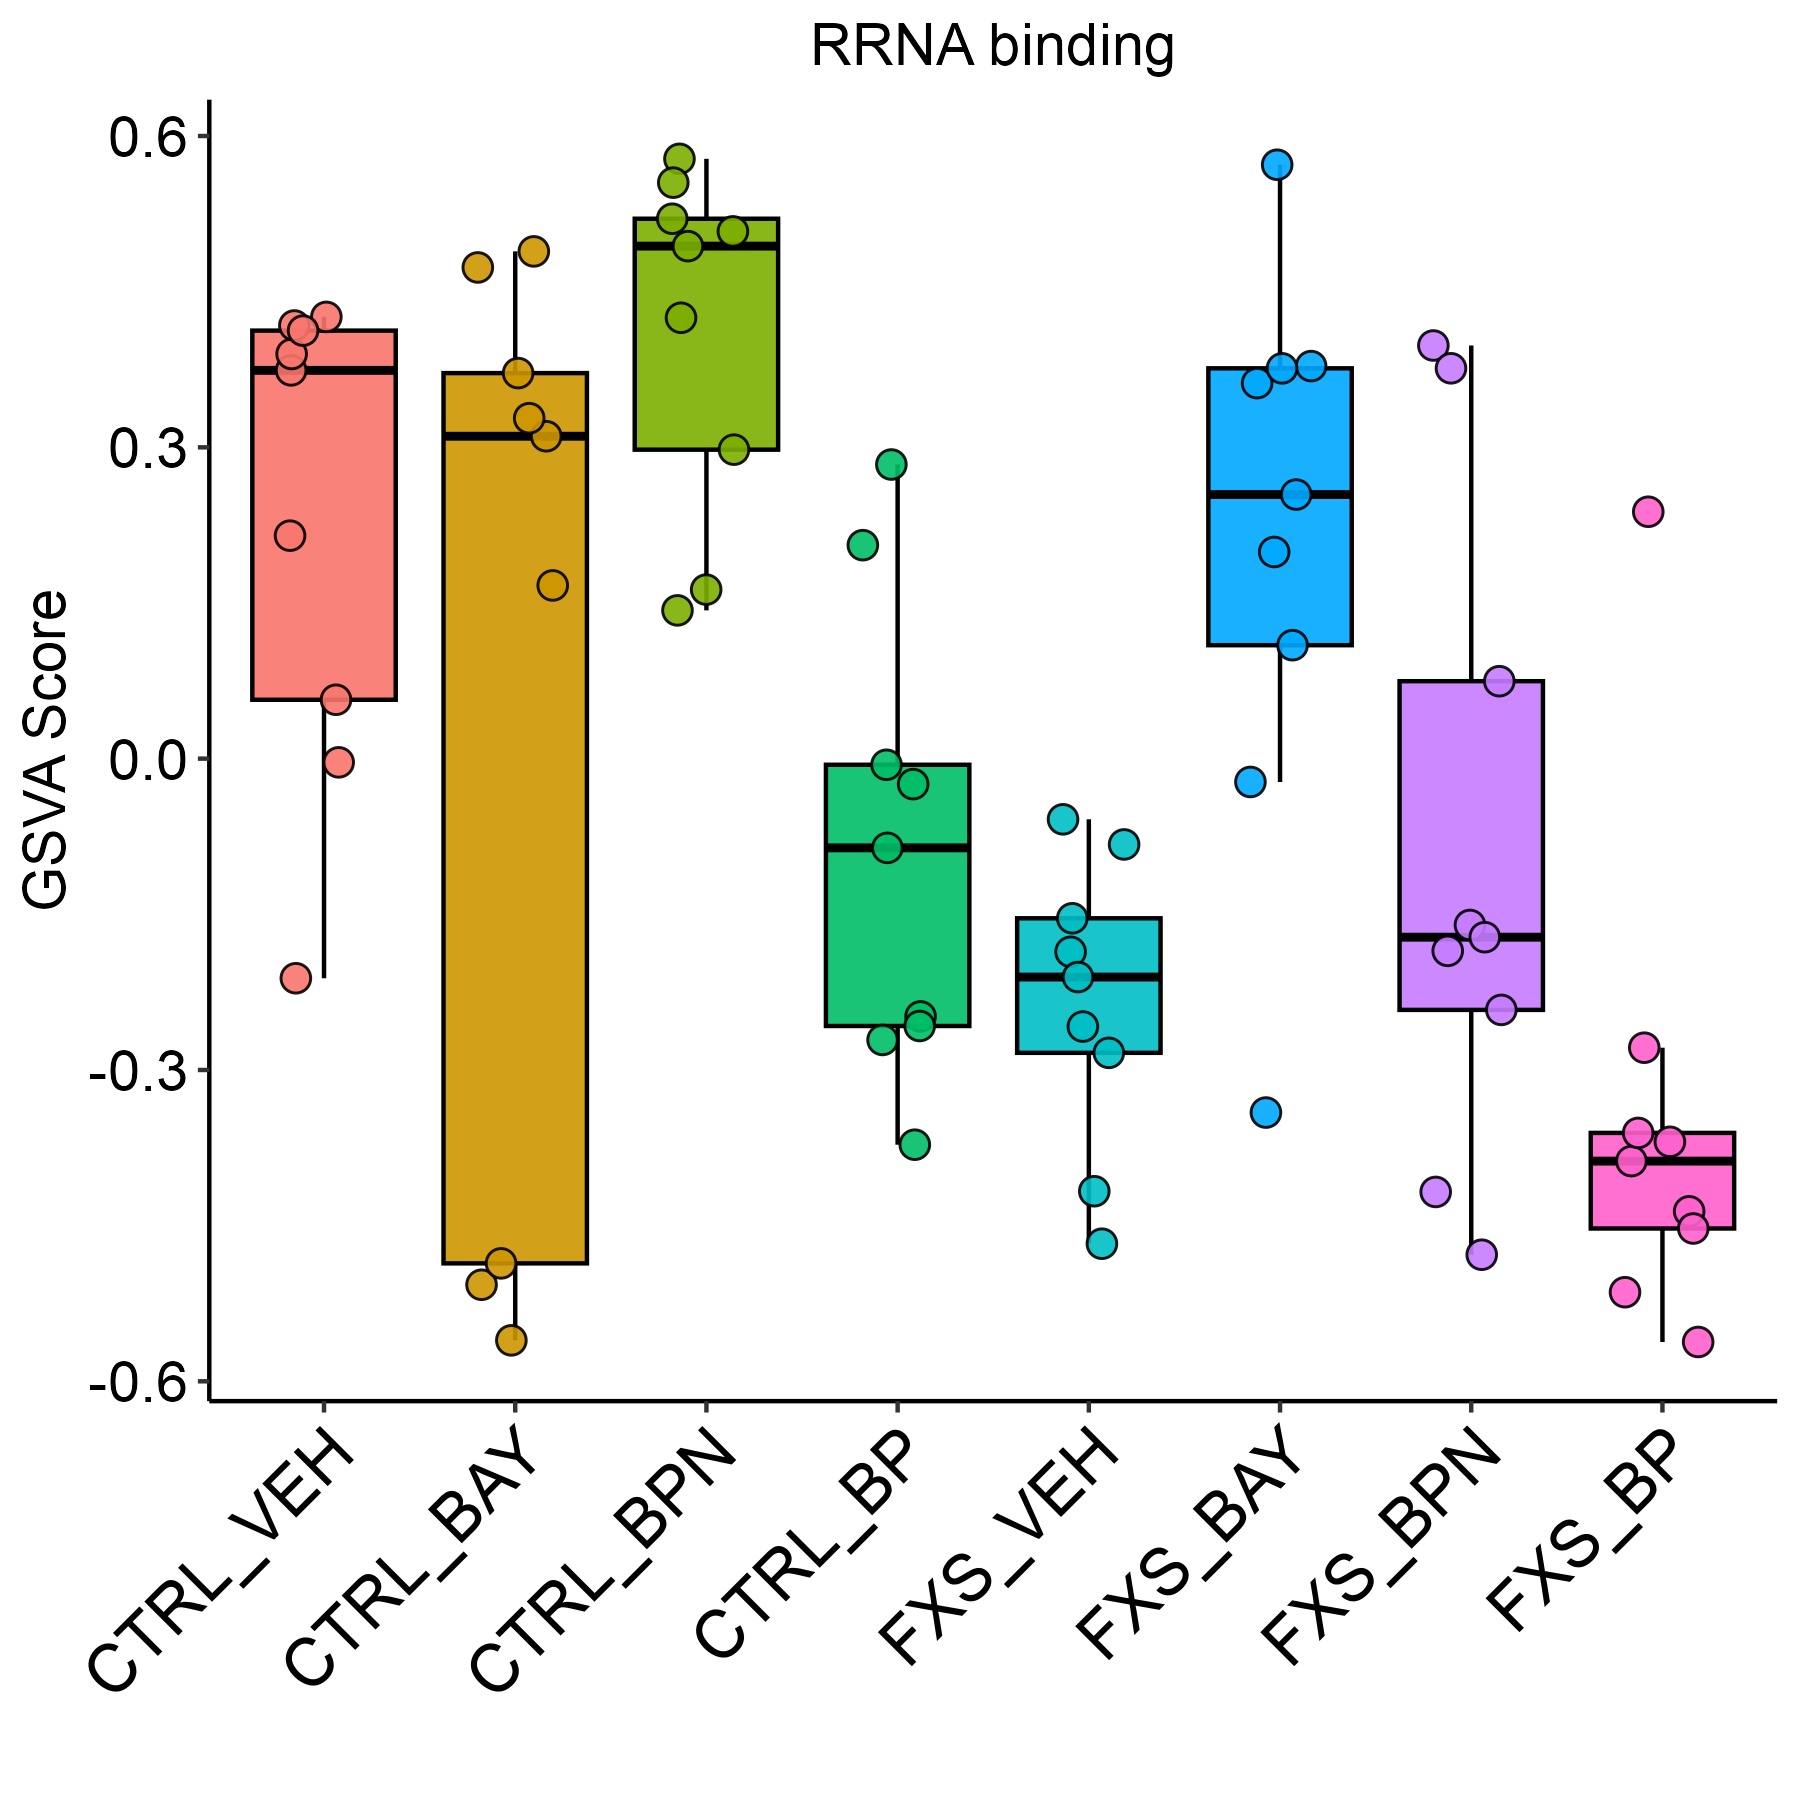 RRNA binding
GSVA Score
0.6
0.3
0.0
-0.3
-0.6
CTRL_VEH
CTRL_BAY
CTRL_BPN
CTRL_BP
FXS_VEH
FXS_BAY
FXS_BPN
FXS_BP